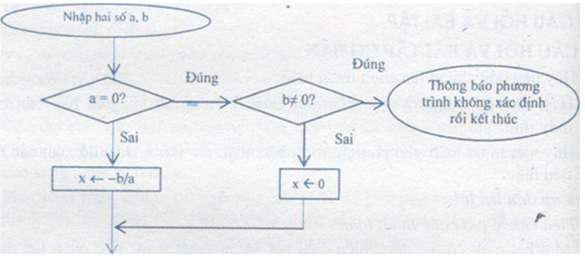 CÂU HỎI VÀ BÀI TẬP
Nhập hai số a, b
Đúng
Đúng
a = 0?
b≠ 0?
Thông báo phương
trình không xác định
rồi kết thúc
Sai
Sai
x ← –b/a
x ← 0